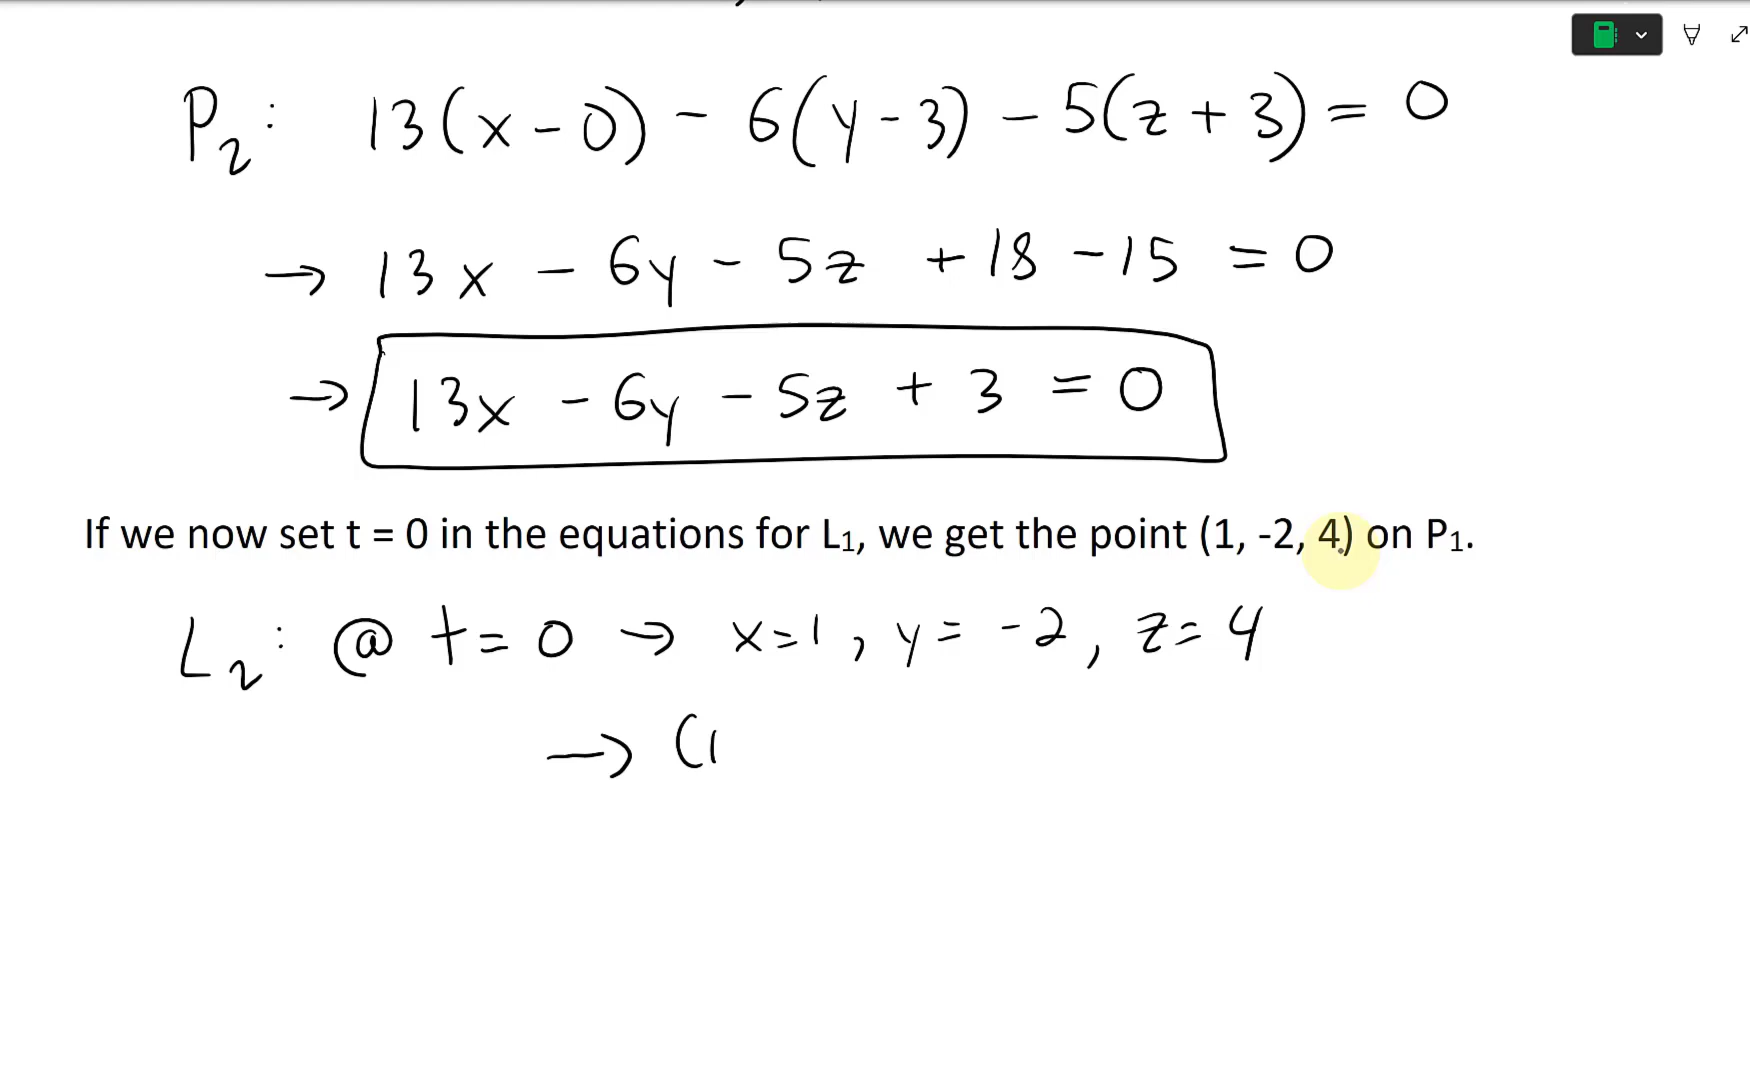 P₂: 13(x-0) - 6(y-3) - 5(z+3) = 0
→ 13x - 6y - 5z + 18 - 15 = 0
→ 13x - 6y - 5z + 3 = 0
If we now set t = 0 in the equations for L₁, we get the point (1, -2, 4) on P₁.
L₂: @ t = 0 → x=1, y = -2, z = 4
→ (1